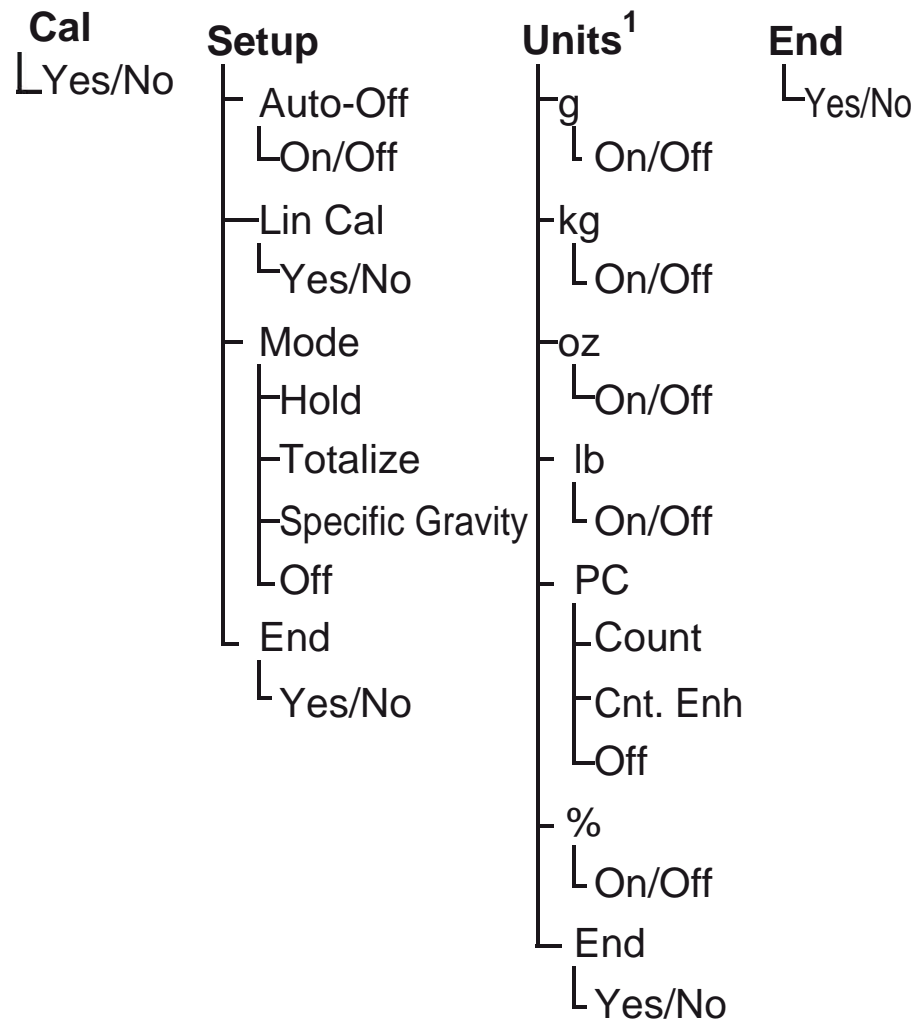 Cal
Yes/No
Setup
Auto-Off
On/Off
Lin Cal
Yes/No
Mode
Hold
Totalize
Specific Gravity
Off
End
Yes/No
Units1
g
On/Off
kg
On/Off
oz
On/Off
lb
On/Off
PC
Count
Cnt. Enh
Off
%
On/Off
End
Yes/No
End
Yes/No